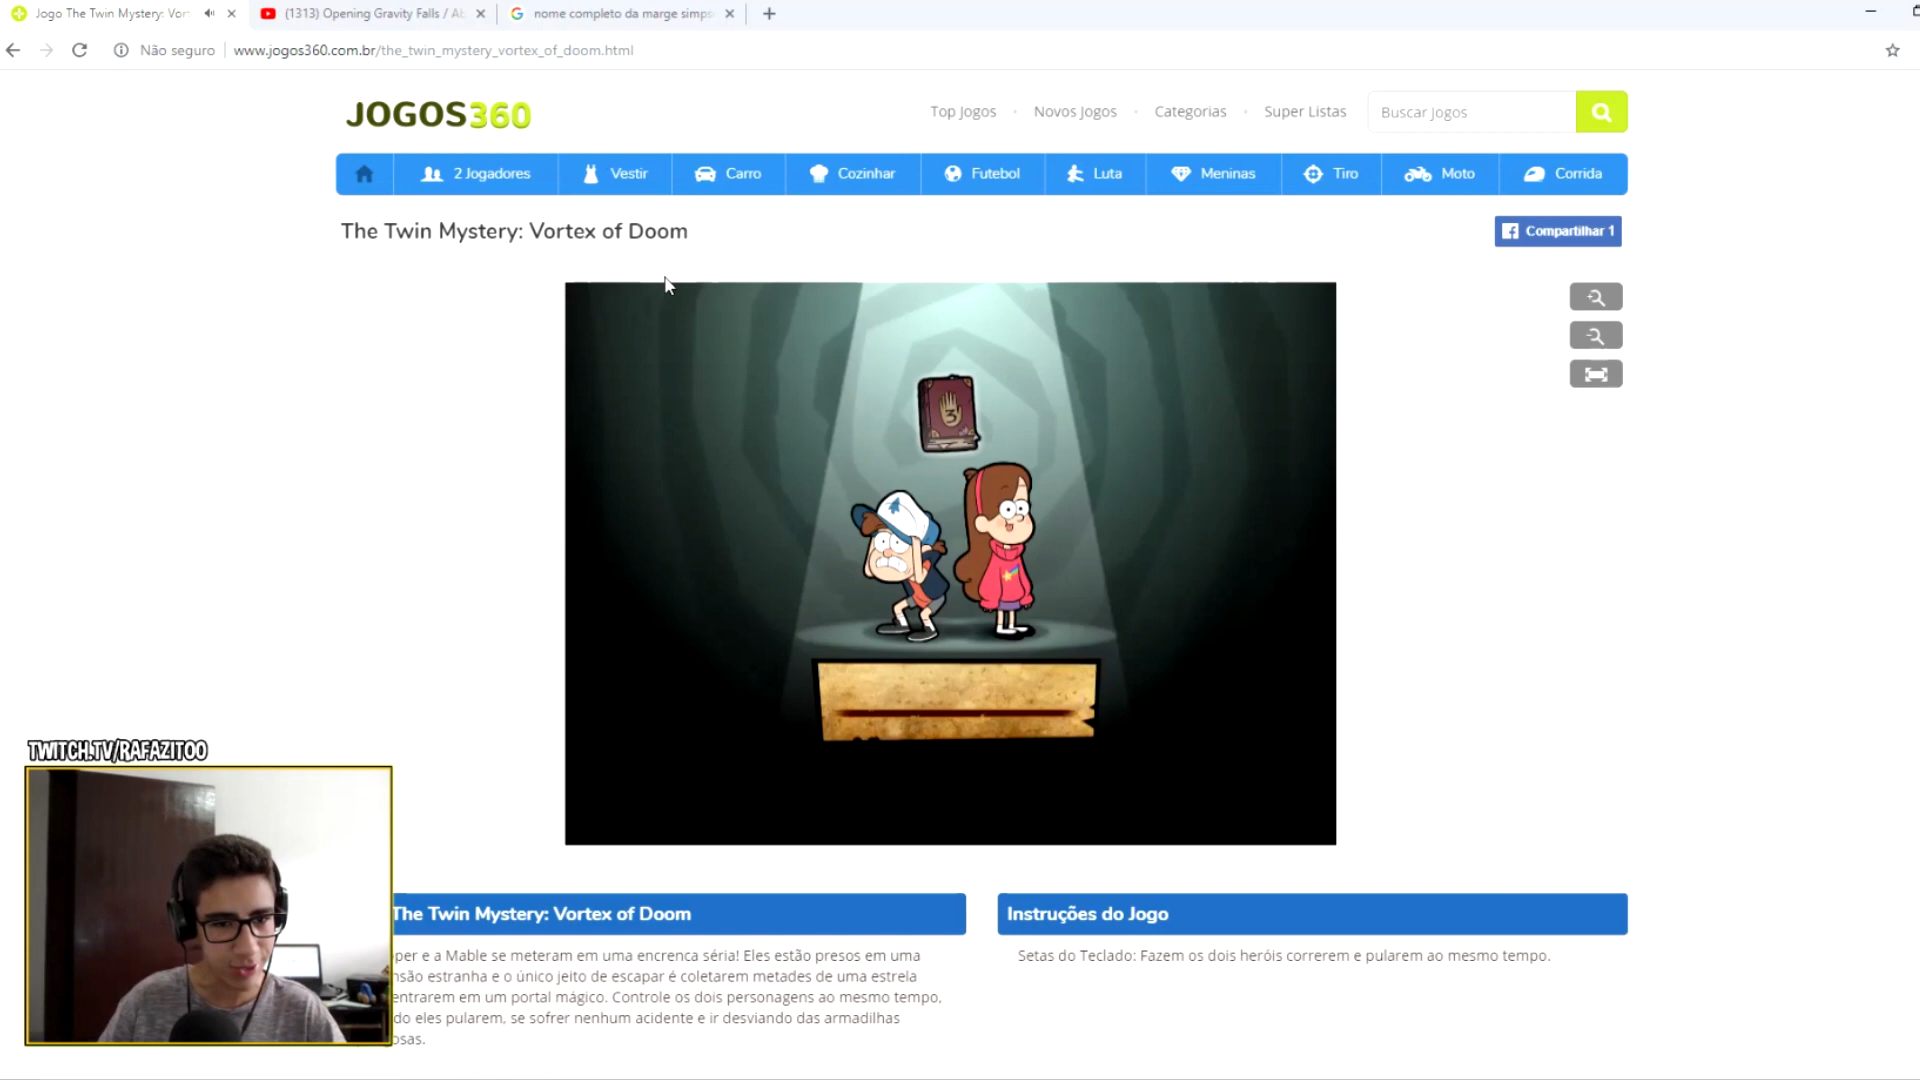 Jogo The Twin Mystery: Vor
(1313) Opening Gravity Falls / Ab
nome completo da marge simps
Não seguro
www.jogos360.com.br/the_twin_mystery_vortex_of_doom.html
JOGOS360
Top Jogos
Novos Jogos
Categorias
Super Listas
Buscar Jogos
2 Jogadores
Vestir
Carro
Cozinhar
Futebol
Luta
Meninas
Tiro
Moto
Corrida
The Twin Mystery: Vortex of Doom
Compartilhar 1
3
TWITCH.TV/RAFAZITOO
The Twin Mystery: Vortex of Doom
Instruções do Jogo
per e a Mable se meteram em uma encrenca séria! Eles estão presos em uma
nsão estranha e o único jeito de escapar é coletarem metades de uma estrela
entrarem em um portal mágico. Controle os dois personagens ao mesmo tempo,
do eles pularem, se sofrer nenhum acidente e ir desviando das armadilhas
osas.
Setas do Teclado: Fazem os dois heróis correrem e pularem ao mesmo tempo.